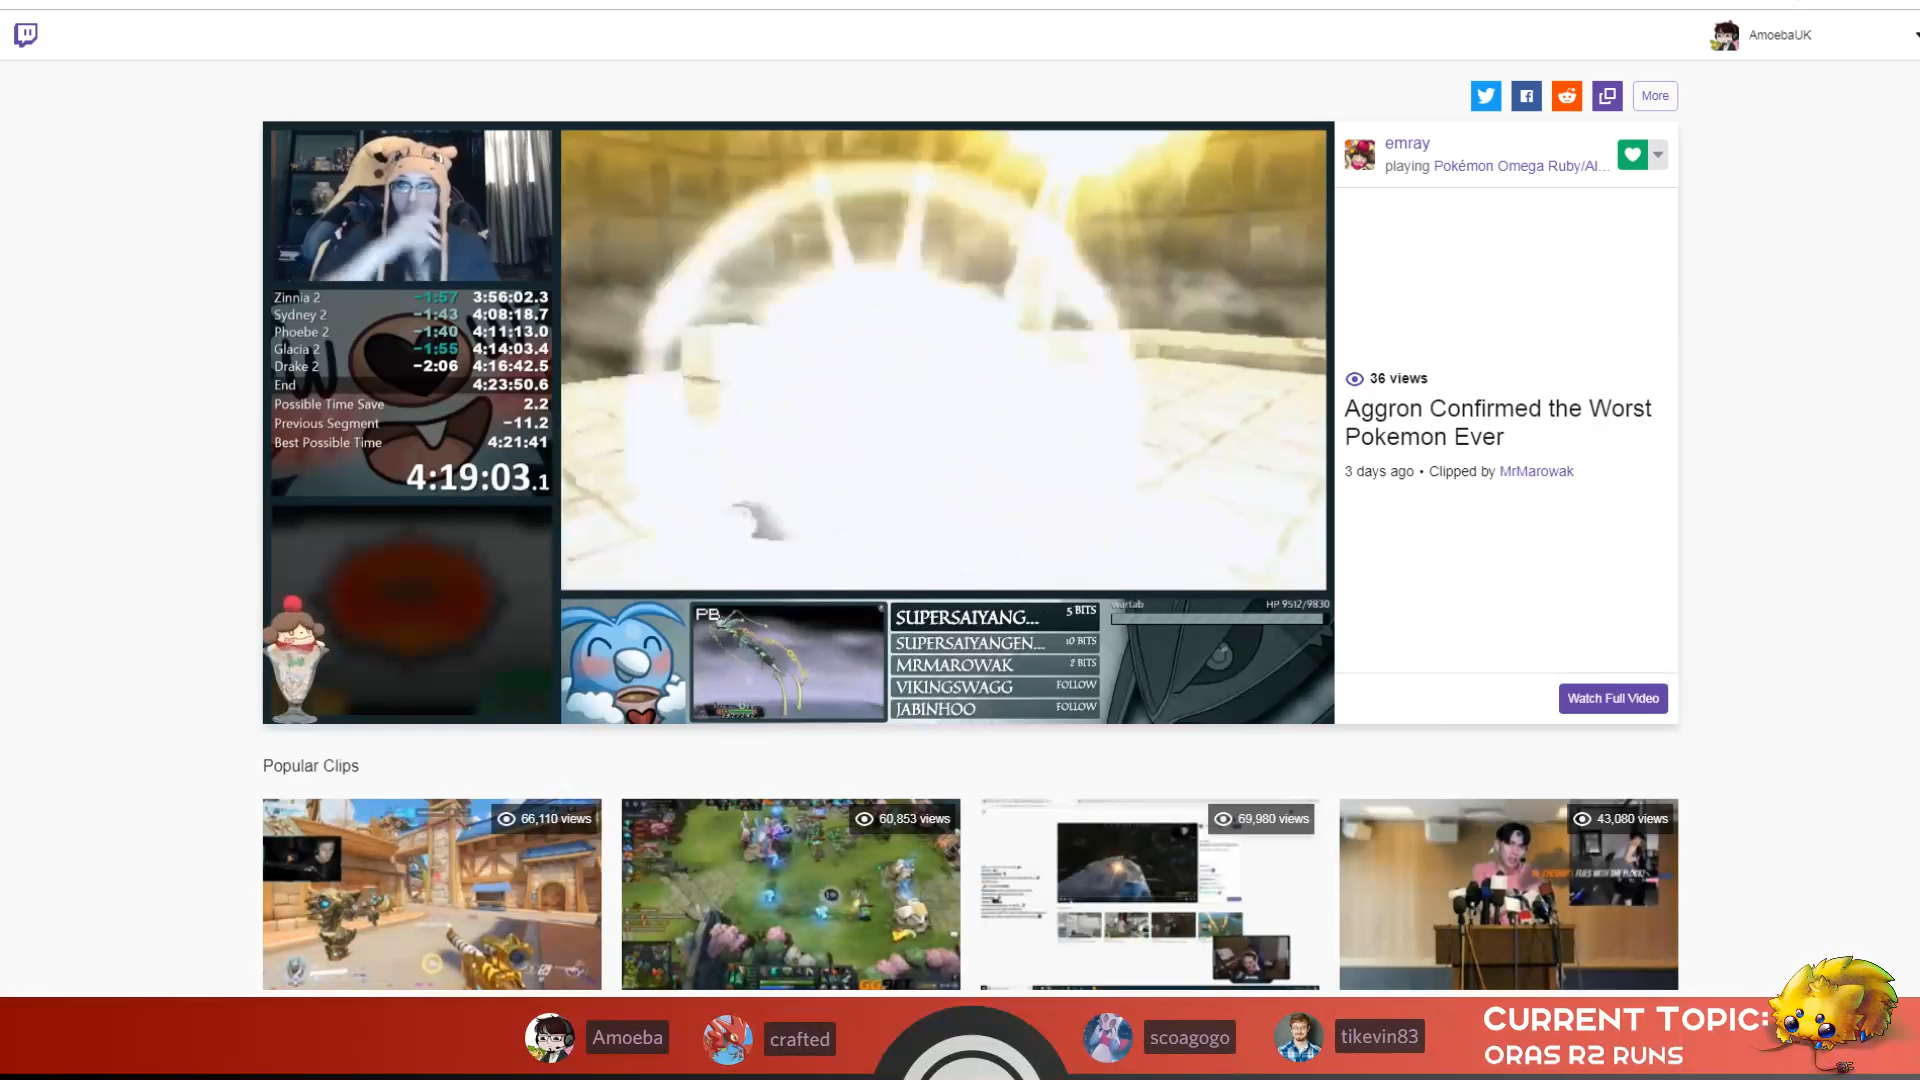 AmoebaUK
More
emray
playing Pokémon Omega Ruby/Al...
Zinnia 2 -1:57 3:56:02.3
Sydney 2 -1:43 4:08:18.7
Phoebe 2 -1:40 4:11:13.0
Glacia 2 -1:55 4:14:03.4
Drake 2 -2:06 4:16:42.5
End 4:23:50.6
Possible Time Save 2.2
Previous Segment -11.2
Best Possible Time 4:21:41
4:19:03.1
36 views
Aggron Confirmed the Worst
Pokemon Ever
3 days ago • Clipped by MrMarowak
PB
SUPERSAIYANG... 5 BITS
SUPERSAIYANGEN... 10 BITS
MRMAROWAK 2 BITS
VIKINGSWAGG FOLLOW
JABINHOO FOLLOW
Wartab HP 9512/9830
Watch Full Video
Popular Clips
66,110 views
60,853 views
69,980 views
43,080 views
Amoeba
crafted
scoagogo
tikevin83
CURRENT TOPIC:
ORAS R2 RUNS